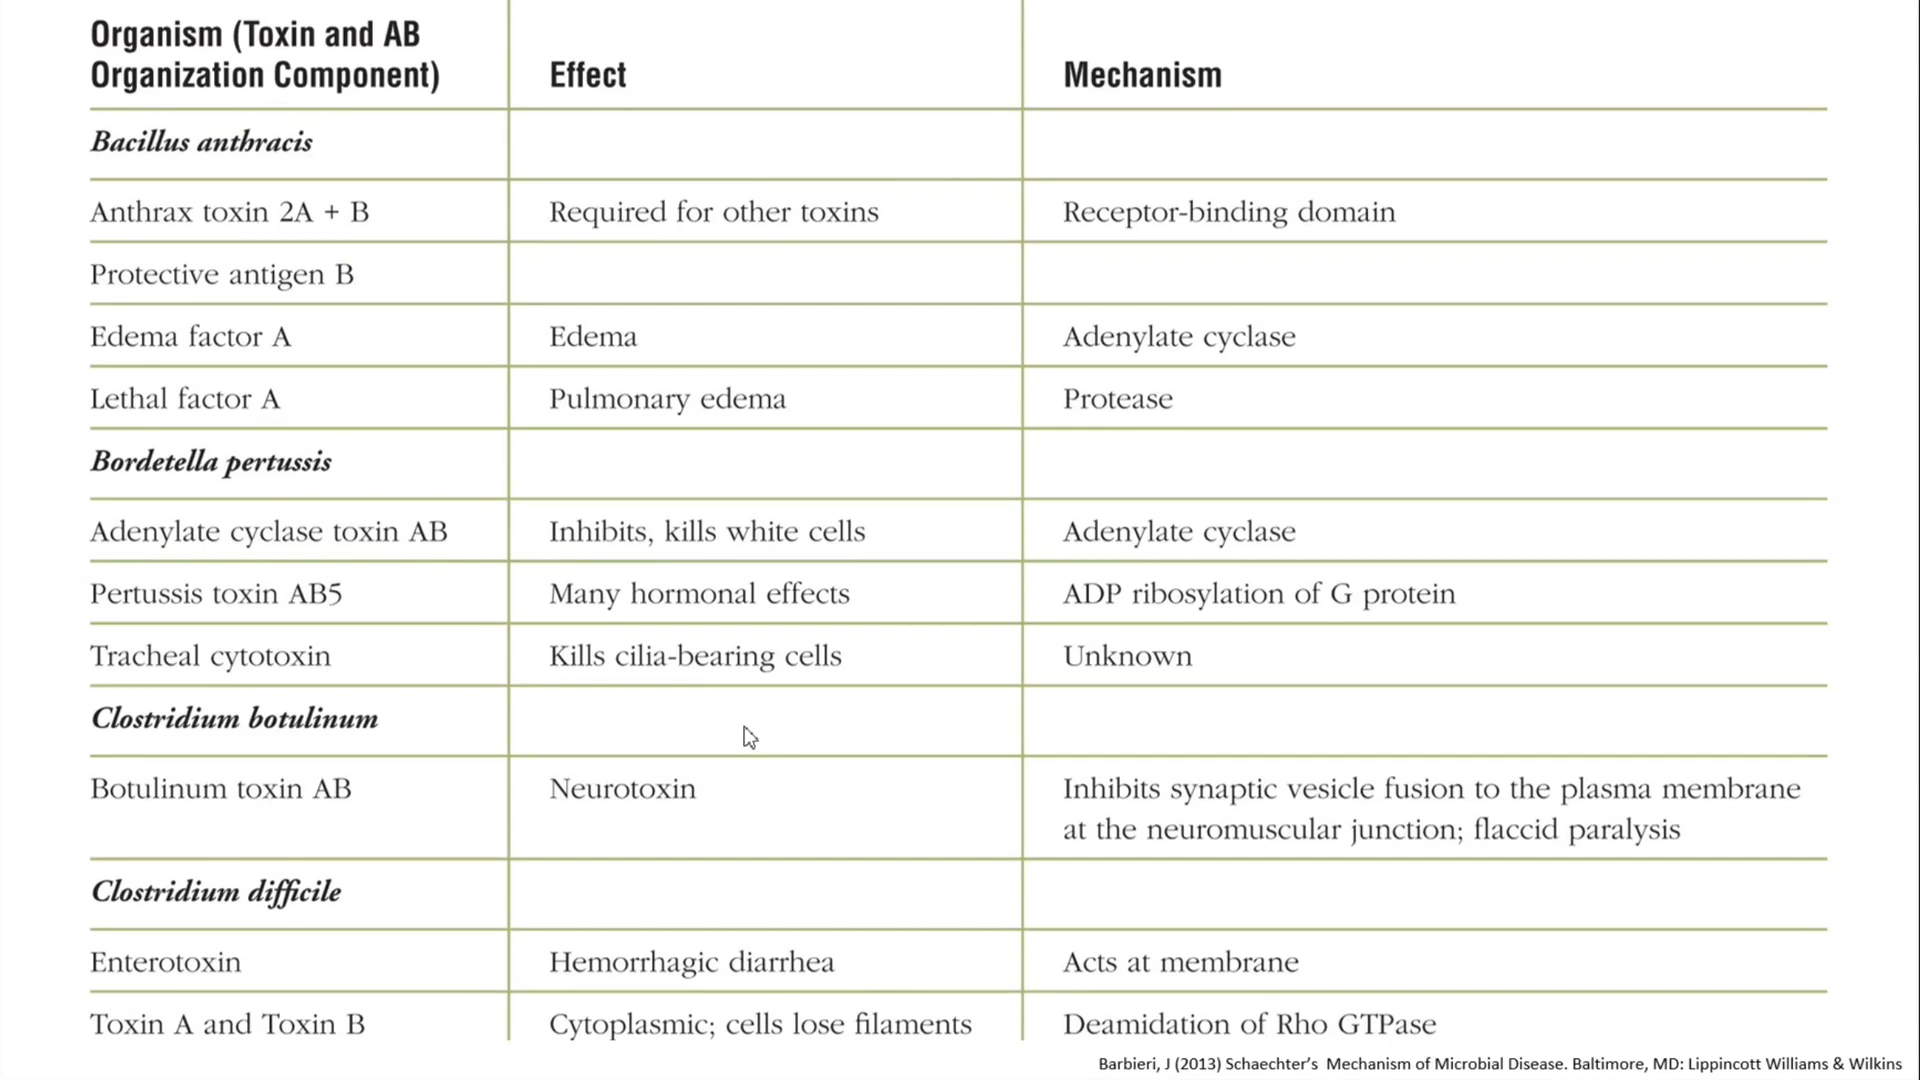 Organism (Toxin and AB
Organization Component) Effect Mechanism
Bacillus anthracis
Anthrax toxin 2A + B Required for other toxins Receptor-binding domain
Protective antigen B
Edema factor A Edema Adenylate cyclase
Lethal factor A Pulmonary edema Protease
Bordetella pertussis
Adenylate cyclase toxin AB Inhibits, kills white cells Adenylate cyclase
Pertussis toxin AB5 Many hormonal effects ADP ribosylation of G protein
Tracheal cytotoxin Kills cilia-bearing cells Unknown
Clostridium botulinum
Botulinum toxin AB Neurotoxin Inhibits synaptic vesicle fusion to the plasma membrane
at the neuromuscular junction; flaccid paralysis
Clostridium difficile
Enterotoxin Hemorrhagic diarrhea Acts at membrane
Toxin A and Toxin B Cytoplasmic; cells lose filaments Deamidation of Rho GTPase
Barbieri, J (2013) Schaechter's Mechanism of Microbial Disease. Baltimore, MD: Lippincott Williams & Wilkins